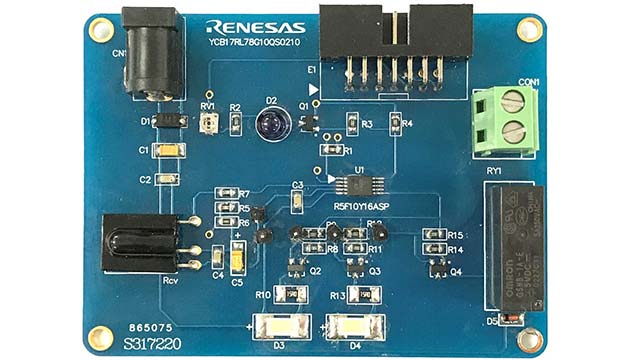 RENESAS
YCB17RL78G10QS0210
CN1
E1
CON1
RV1
R2
D2
Q1
D1
R3
R4
C1
R1
RY1
U1
C2
C3
R5F10Y16ASP
R7
R5
R6
R15
R8
R11
R14
C4
C5
Q2
Q3
Q4
Rcv
OMRON
R10
R13
D5
865075
S317220
D3
D4